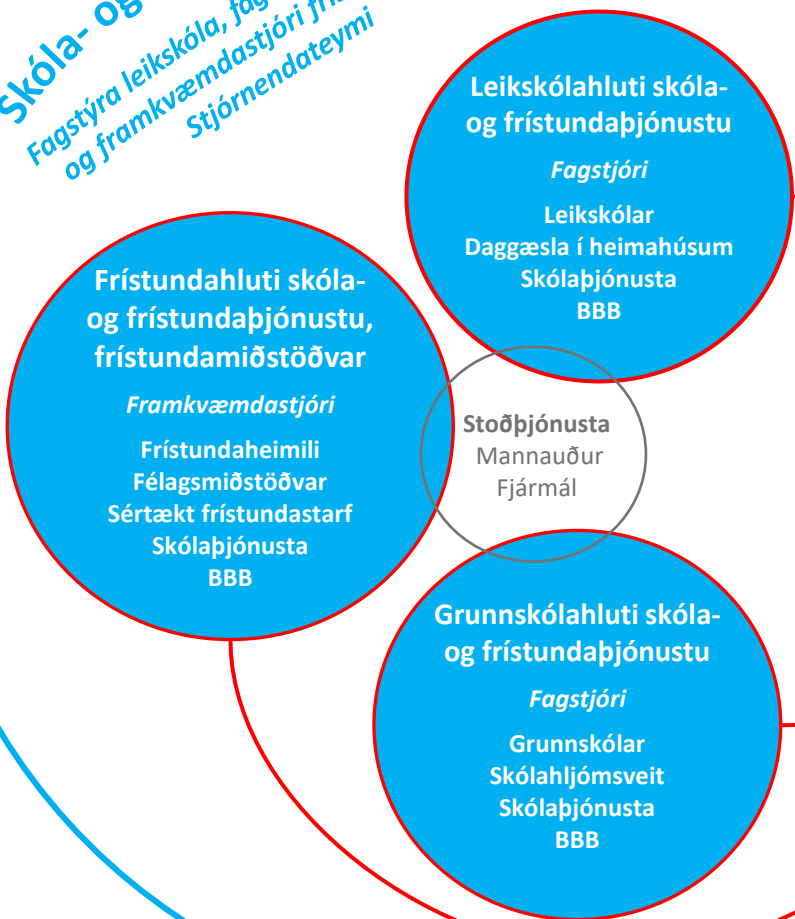 Skóla- og
Fagstýra leikskóla,
og framkvæmdastjóri
Stjórnendateymi
Leikskólahluti skóla-
og frístundaþjónustu
Fagstjóri
Leikskólar
Daggæsla í heimahúsum
Skólaþjónusta
BBB
Frístundahluti skóla-
og frístundaþjónustu,
frístundamiðstöðvar
Framkvæmdastjóri
Frístundaheimili
Félagsmiðstöðvar
Sértækt frístundastarf
Skólaþjónusta
BBB
Stoðþjónusta
Mannauður
Fjármál
Grunnskólahluti skóla-
og frístundaþjónustu
Fagstjóri
Grunnskólar
Skólahljómsveit
Skólaþjónusta
BBB